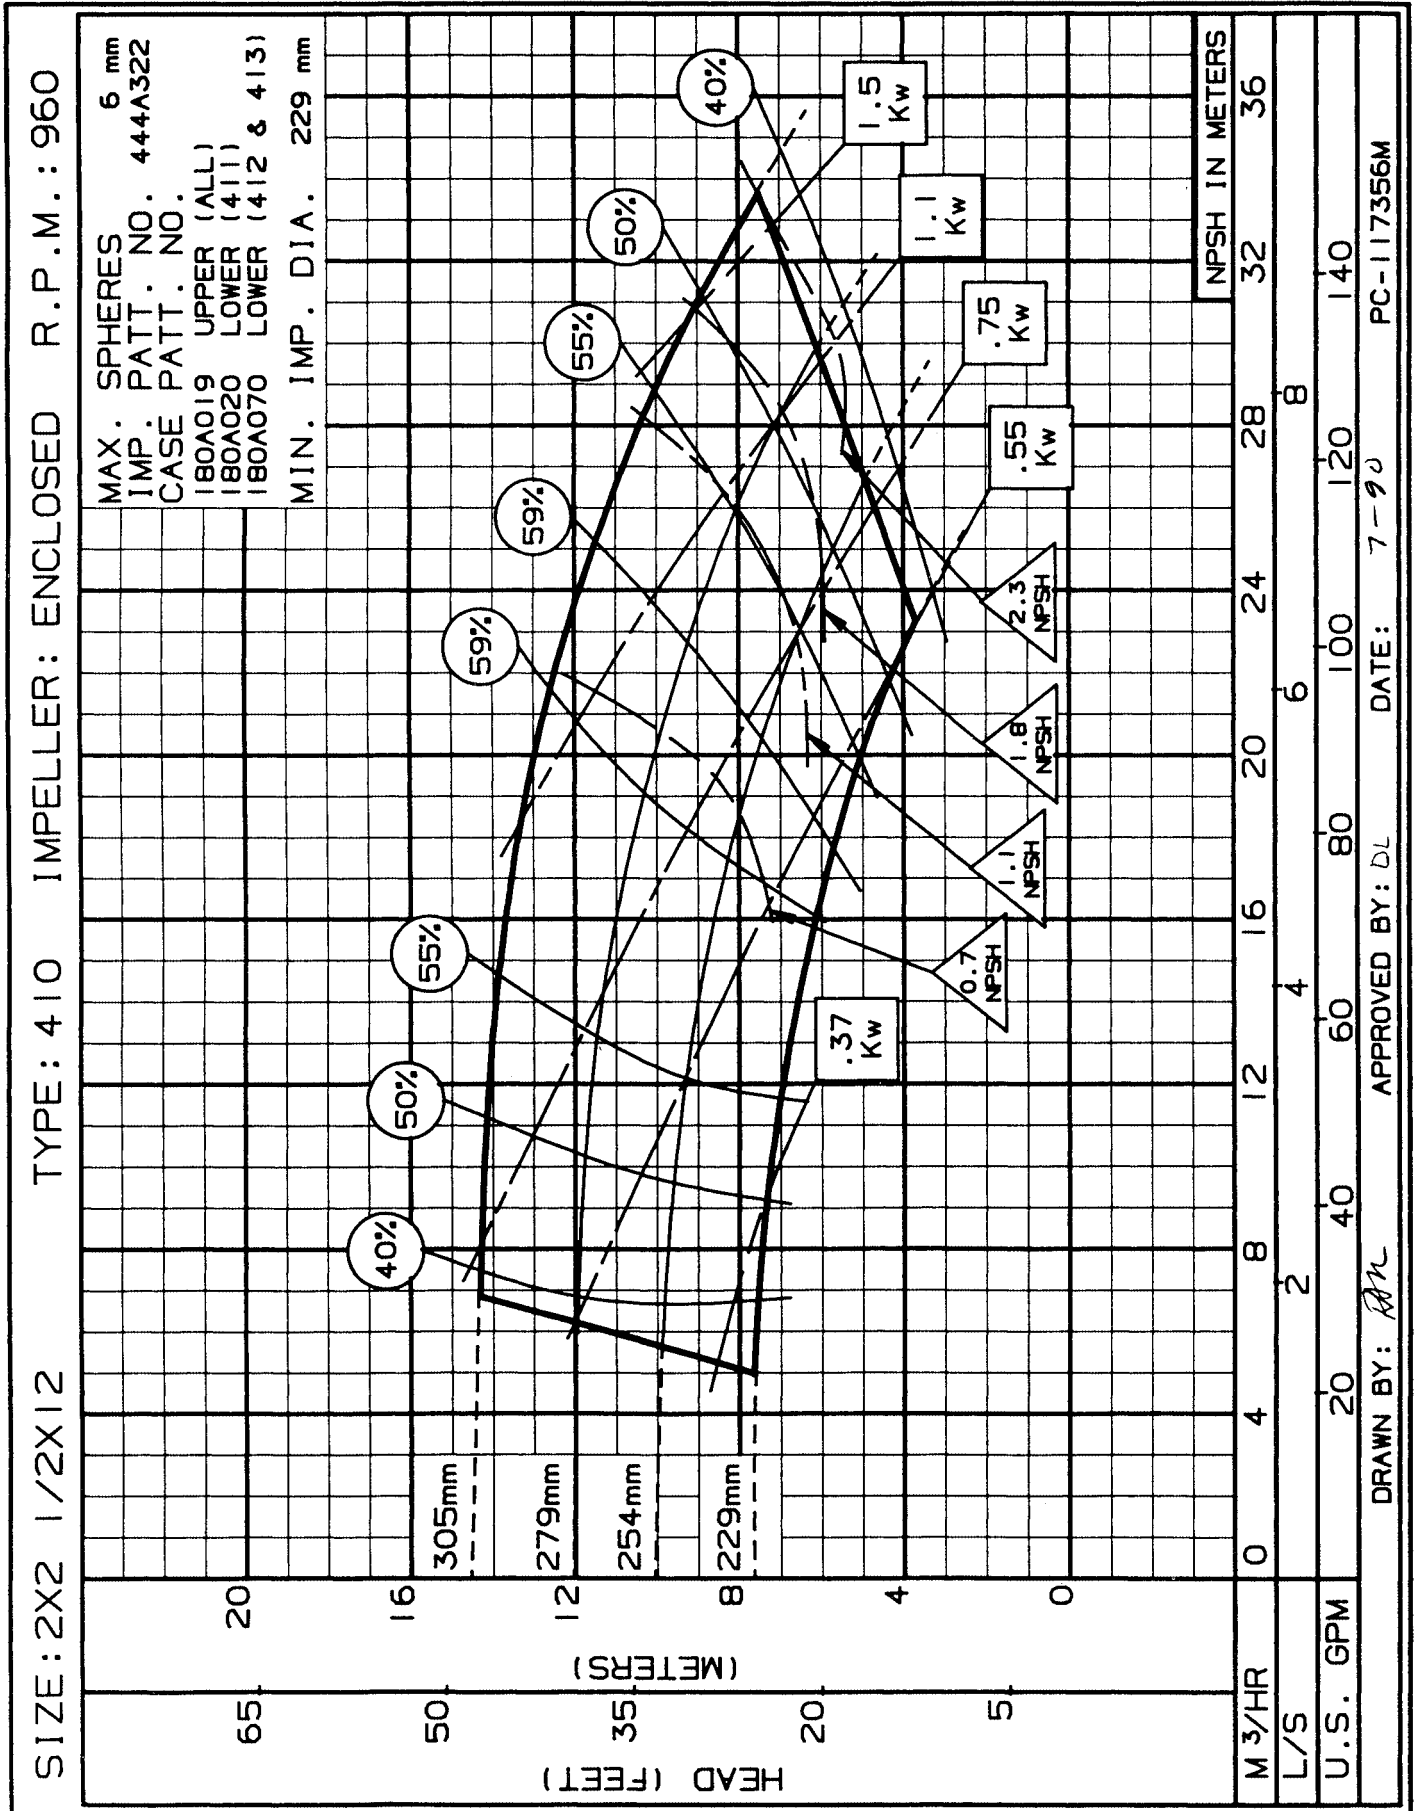 SIZE: 2X2 1/2X12 TYPE: 410 IMPELLER: ENCLOSED R.P.M.: 960
MAX. SPHERES 6 mm
IMP. PATT. NO. 444A322
CASE PATT. NO.
180A019 UPPER (ALL)
180A020 LOWER (411)
180A070 LOWER (412 & 413)
MIN. IMP. DIA. 229 mm
HEAD (FEET)
65
50
35
20
5
(METERS)
20
16
12
8
4
0
305mm
279mm
254mm
229mm
40%
50%
55%
59%
59%
55%
50%
40%
.37 Kw
.55 Kw
.75 Kw
1.1 Kw
1.5 Kw
0.7 NPSH
1.1 NPSH
1.8 NPSH
2.3 NPSH
NPSH IN METERS
M 3/HR 0 4 8 12 16 20 24 28 32 36
L/S 2 4 6 8
U.S. GPM 20 40 60 80 100 120 140
DRAWN BY: APPROVED BY: DL DATE: 7-90 PC-117356M